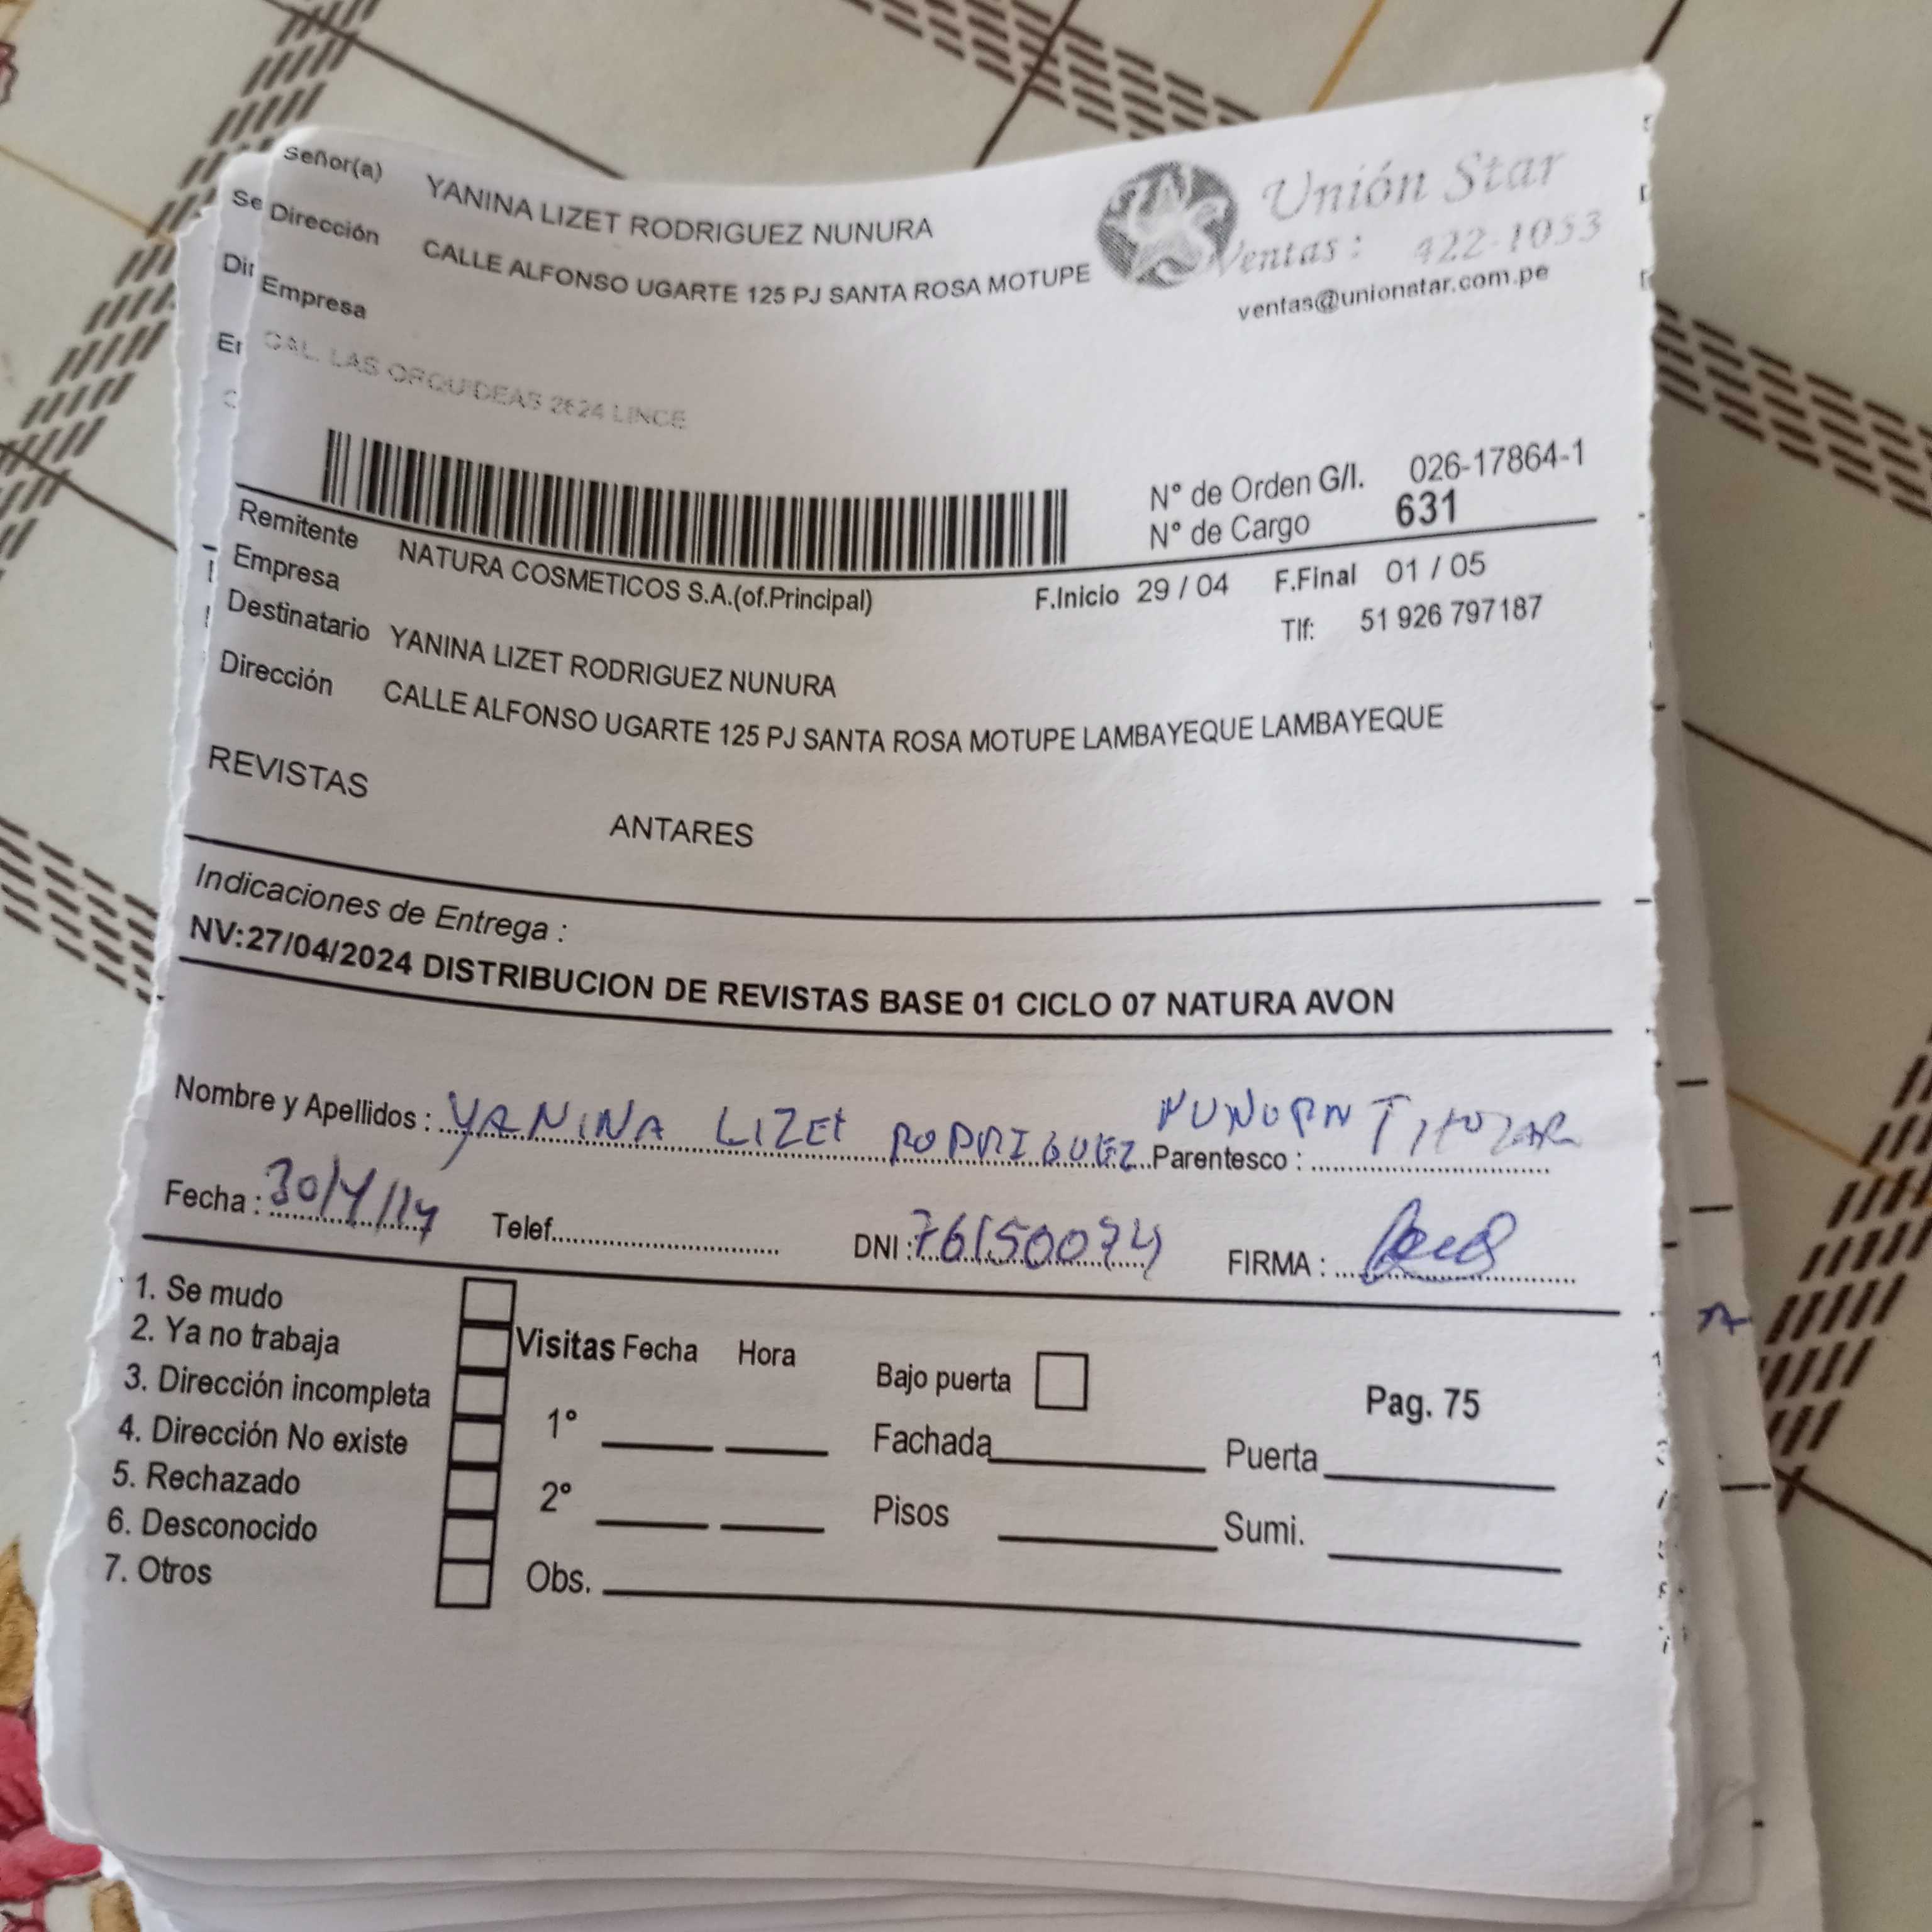 Señor(a) YANINA LIZET RODRIGUEZ NUNURA
Unión Star
Se Dirección CALLE ALFONSO UGARTE 125 PJ SANTA ROSA MOTUPE
Ventas : 422-1053
ventas@unionstar.com.pe
Empresa
CAL. LAS ORQUIDEAS 2624 LINCE
N° de Orden G/I. 026-17864-1
N° de Cargo 631
Remitente NATURA COSMETICOS S.A.(of.Principal) F.Inicio 29 / 04 F.Final 01 / 05
Empresa
Tlf: 51 926 797187
Destinatario YANINA LIZET RODRIGUEZ NUNURA
Dirección CALLE ALFONSO UGARTE 125 PJ SANTA ROSA MOTUPE LAMBAYEQUE LAMBAYEQUE
REVISTAS
ANTARES
Indicaciones de Entrega :
NV:27/04/2024 DISTRIBUCION DE REVISTAS BASE 01 CICLO 07 NATURA AVON
Nombre y Apellidos : YANINA LIZEt RODRIGUEZ NUNURA Parentesco : TitULAR
Fecha : Telef. DNI : FIRMA :
1. Se mudo
2. Ya no trabaja
3. Dirección incompleta
4. Dirección No existe
5. Rechazado
6. Desconocido
7. Otros
Visitas Fecha Hora
1°
2°
Obs.
Bajo puerta Pag. 75
Fachada Puerta
Pisos Sumi.